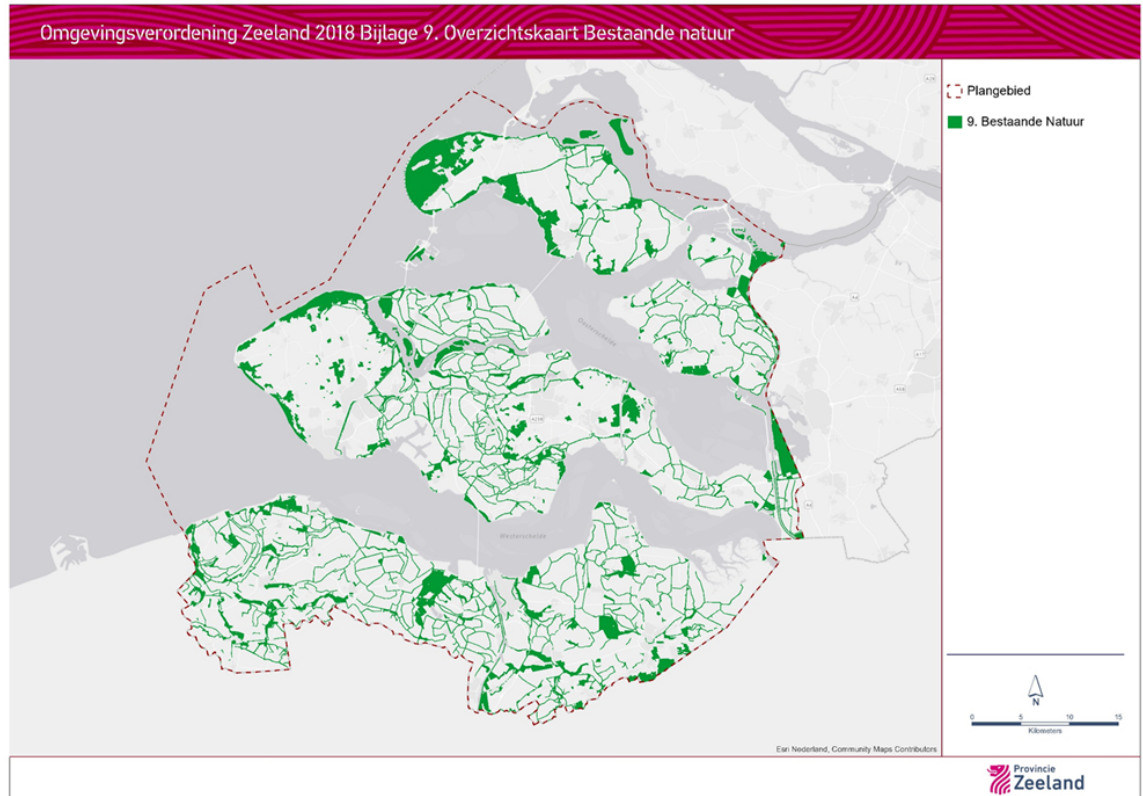 Omgevingsverordening Zeeland 2018 Bijlage 9. Overzichtskaart Bestaande natuur
Plangebied
9. Bestaande Natuur
Oosterschelde
Westerschelde
N
0 5 10 15
Kilometers
Esri Nederland, Community Maps Contributors
Provincie
Zeeland